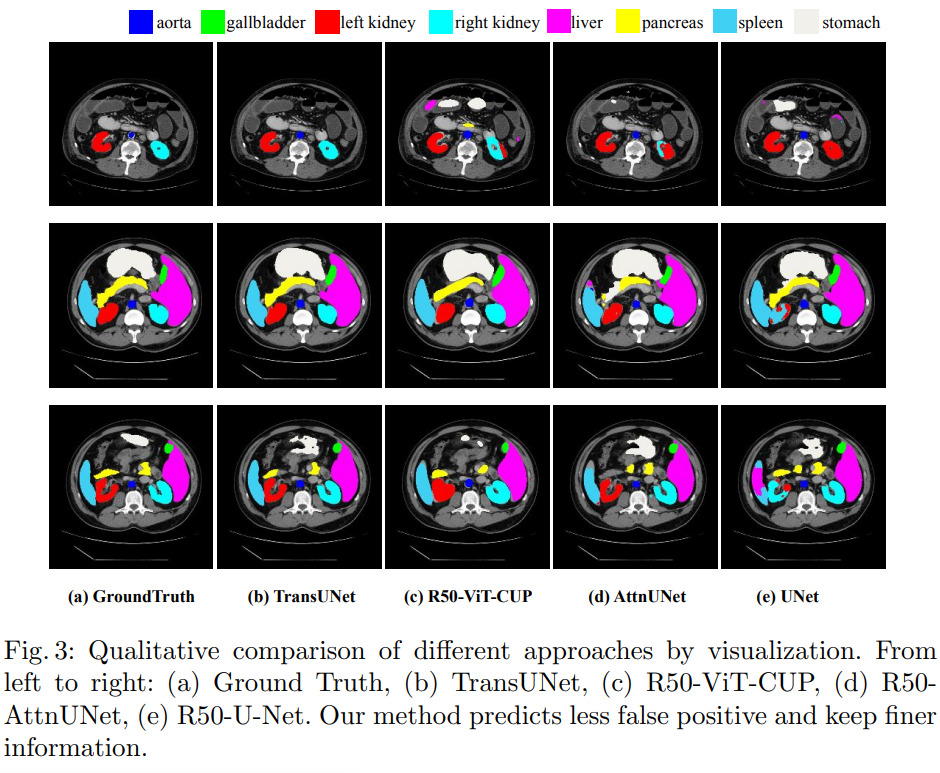 aorta gallbladder left kidney right kidney liver pancreas spleen stomach
(a) GroundTruth (b) TransUNet (c) R50-ViT-CUP (d) AttnUNet (e) UNet
Fig. 3: Qualitative comparison of different approaches by visualization. From
left to right: (a) Ground Truth, (b) TransUNet, (c) R50-ViT-CUP, (d) R50-
AttnUNet, (e) R50-U-Net. Our method predicts less false positive and keep finer
information.